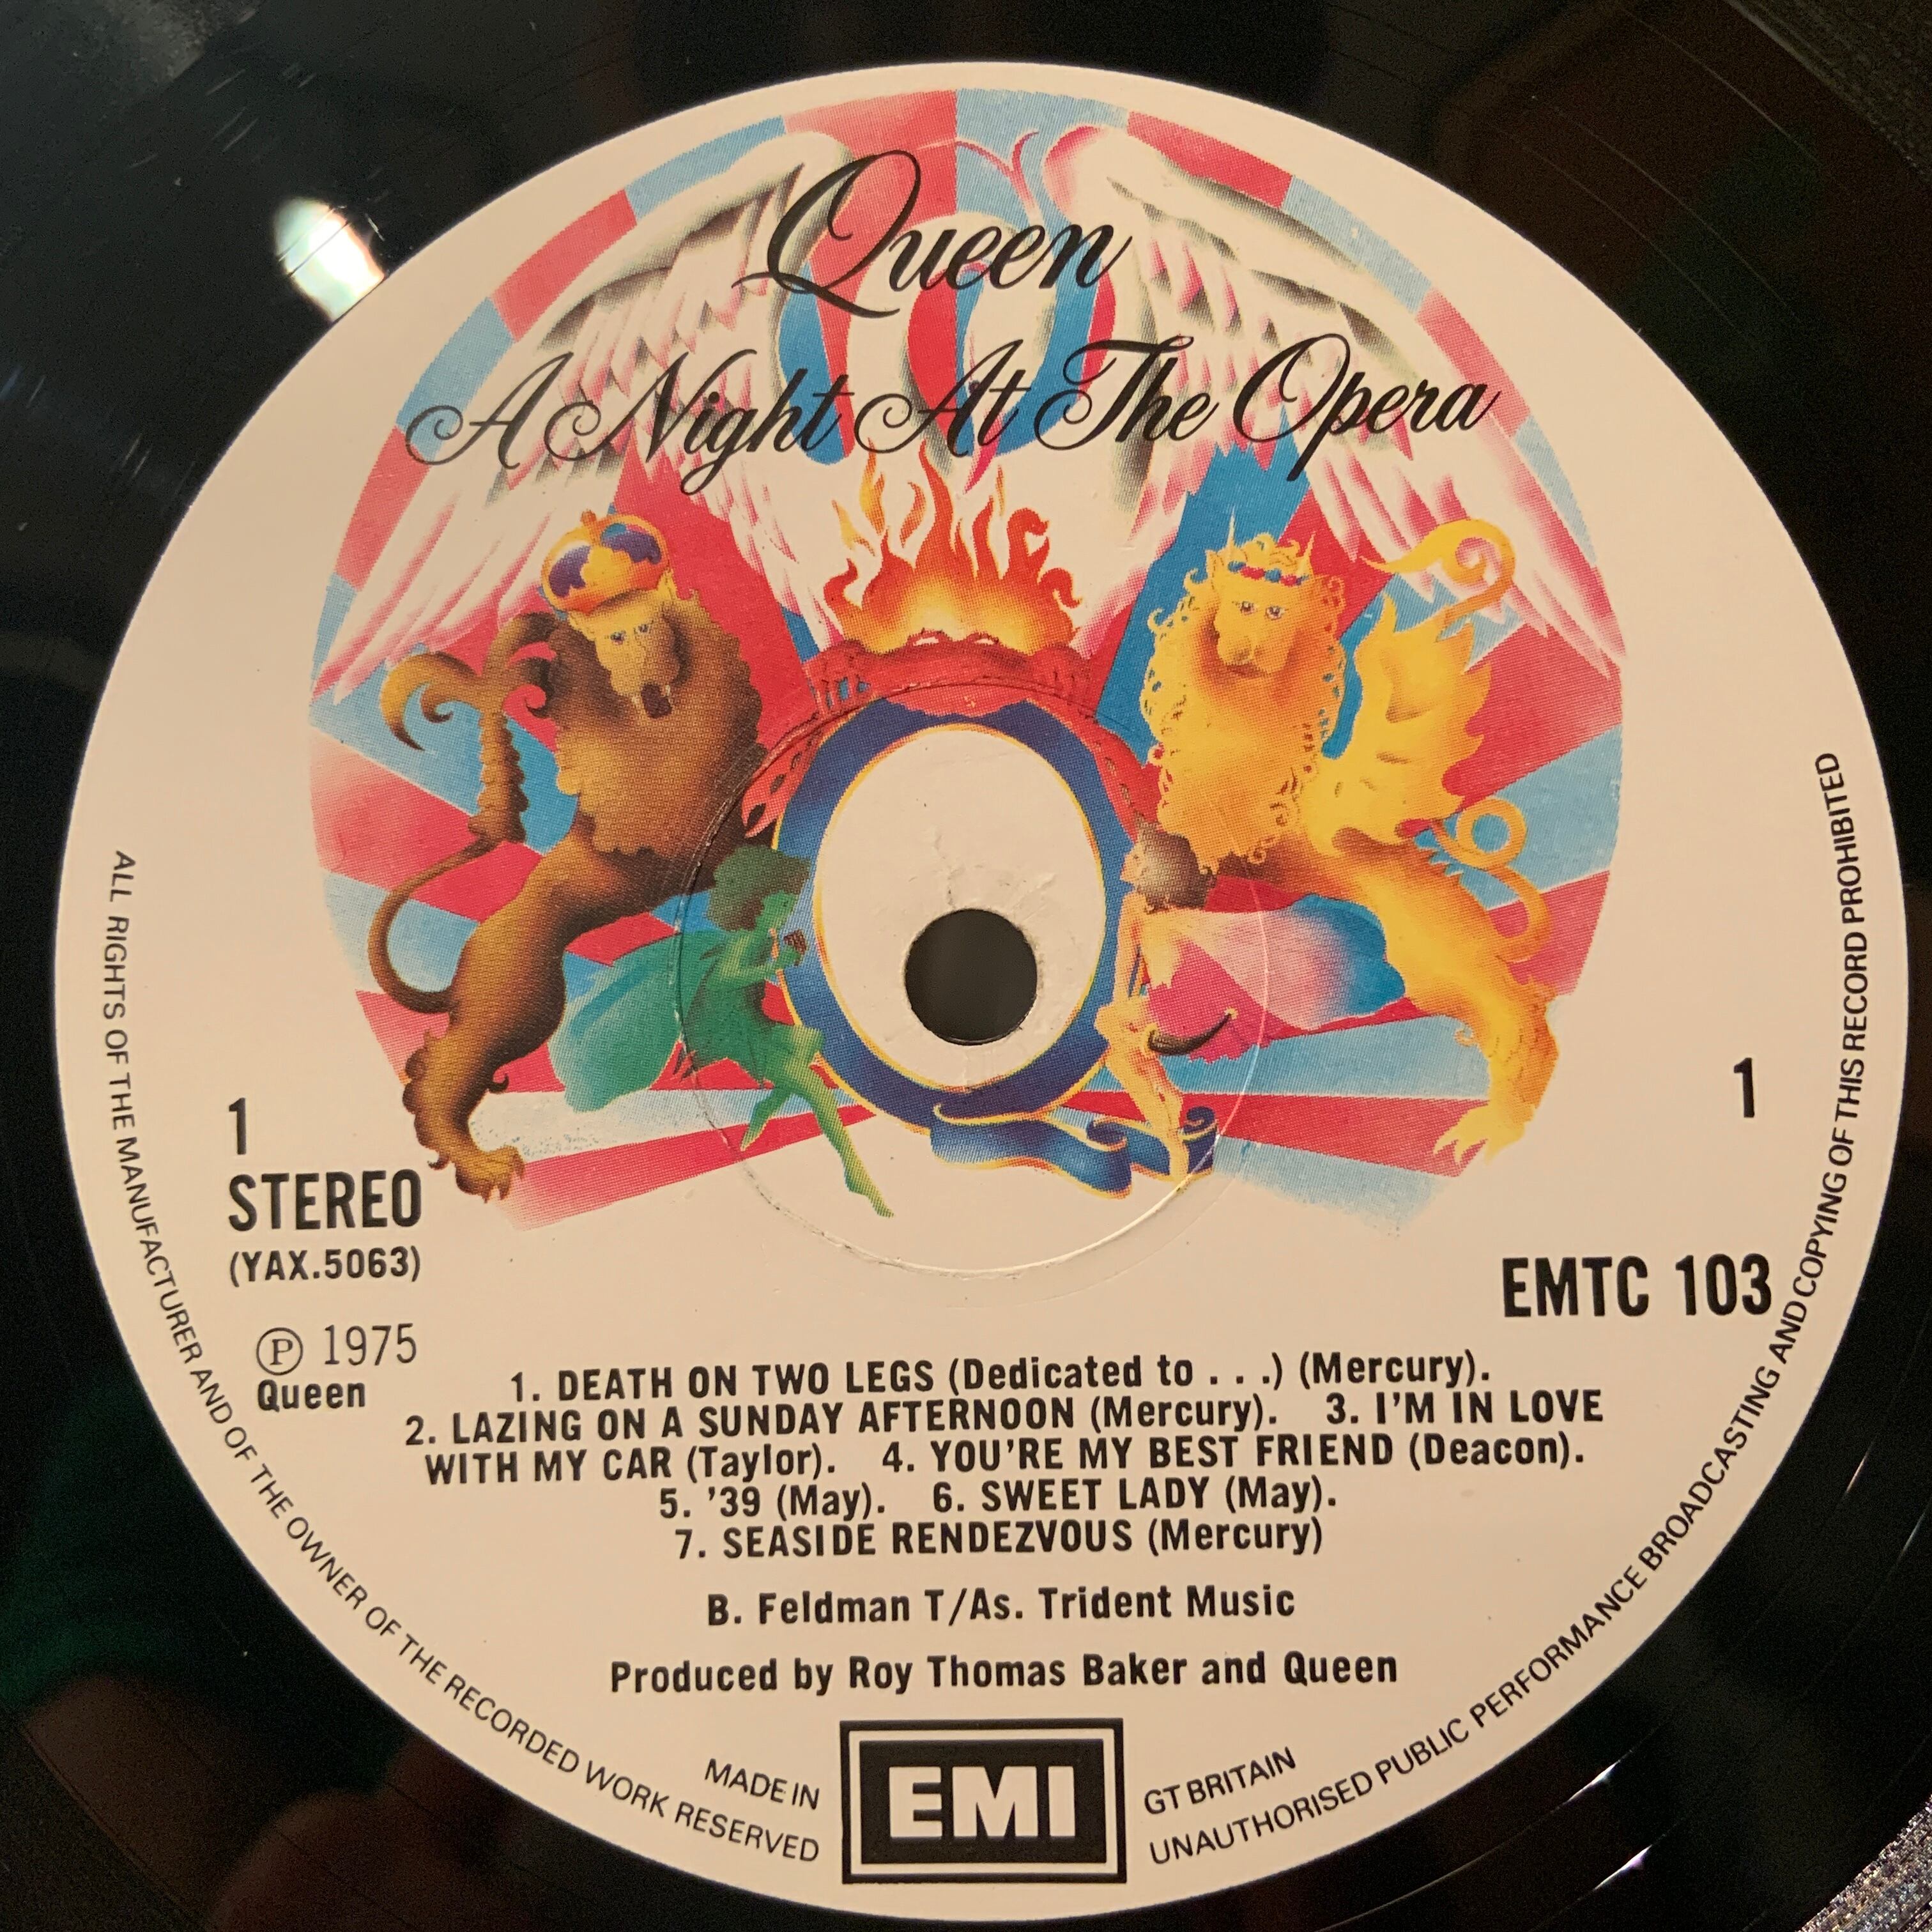 Queen
A Night At The Opera
1
STEREO
(YAX.5063)
Ⓟ 1975
Queen
1
EMTC 103
1. DEATH ON TWO LEGS (Dedicated to . . .) (Mercury).
2. LAZING ON A SUNDAY AFTERNOON (Mercury). 3. I'M IN LOVE
WITH MY CAR (Taylor). 4. YOU'RE MY BEST FRIEND (Deacon).
5. '39 (May). 6. SWEET LADY (May).
7. SEASIDE RENDEZVOUS (Mercury)
B. Feldman T/As. Trident Music
Produced by Roy Thomas Baker and Queen
MADE IN
EMI
GT BRITAIN
ALL RIGHTS OF THE MANUFACTURER AND OF THE OWNER OF THE RECORDED WORK RESERVED
UNAUTHORISED PUBLIC PERFORMANCE BROADCASTING AND COPYING OF THIS RECORD PROHIBITED